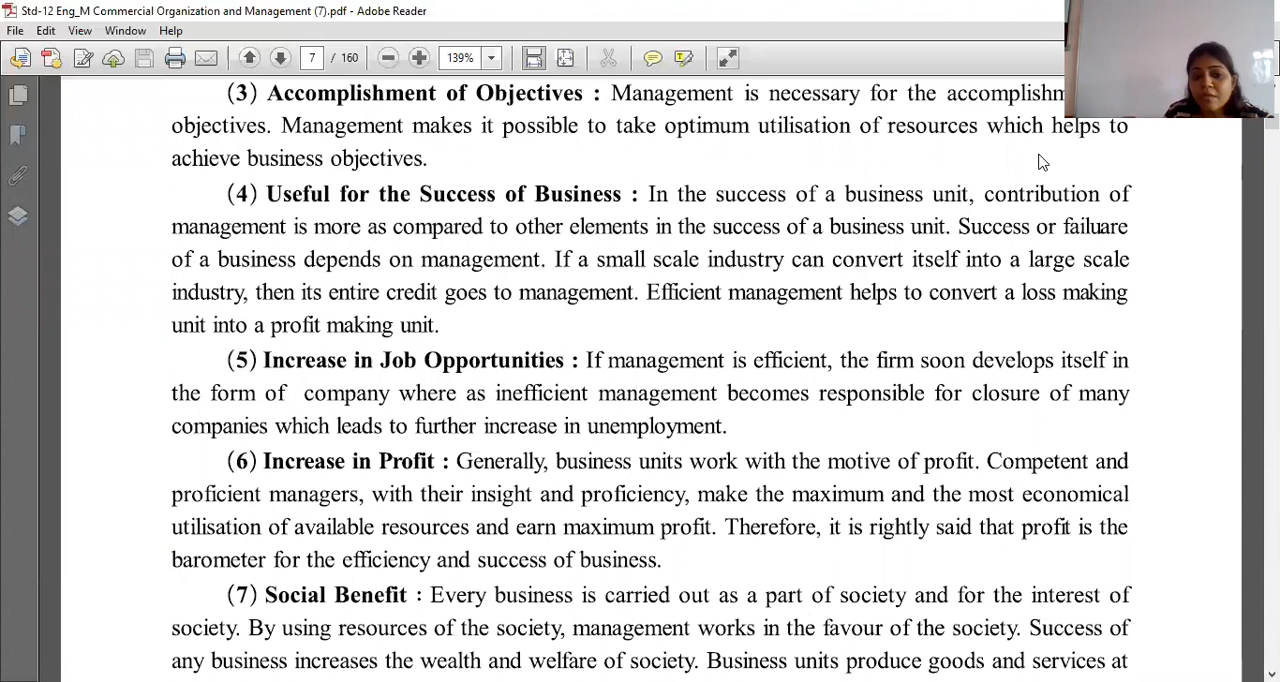 Std-12 Eng_M Commercial Organization and Management (7).pdf - Adobe Reader
File Edit View Window Help
7 / 160 139%
(3) Accomplishment of Objectives : Management is necessary for the
objectives. Management makes it possible to take optimum utilisation of resources which helps to
achieve business objectives.
(4) Useful for the Success of Business : In the success of a business unit, contribution of
management is more as compared to other elements in the success of a business unit. Success or failuare
of a business depends on management. If a small scale industry can convert itself into a large scale
industry, then its entire credit goes to management. Efficient management helps to convert a loss making
unit into a profit making unit.
(5) Increase in Job Opportunities : If management is efficient, the firm soon develops itself in
the form of company where as inefficient management becomes responsible for closure of many
companies which leads to further increase in unemployment.
(6) Increase in Profit : Generally, business units work with the motive of profit. Competent and
proficient managers, with their insight and proficiency, make the maximum and the most economical
utilisation of available resources and earn maximum profit. Therefore, it is rightly said that profit is the
barometer for the efficiency and success of business.
(7) Social Benefit : Every business is carried out as a part of society and for the interest of
society. By using resources of the society, management works in the favour of the society. Success of
any business increases the wealth and welfare of society. Business units produce goods and services at